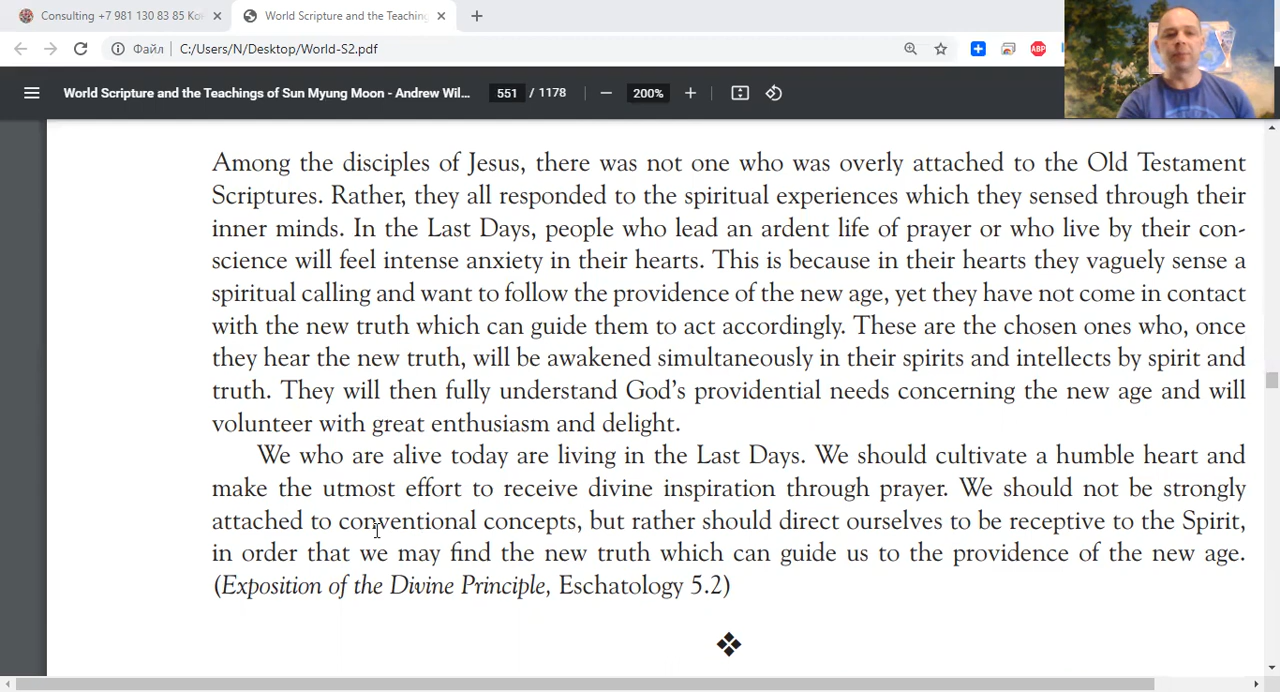 Consulting +7 981 130 83 85
World Scripture and the Teaching
Файл
C:/Users/N/Desktop/World-S2.pdf
ABP
World Scripture and the Teachings of Sun Myung Moon - Andrew Wil...
551 / 1178
200%
Among the disciples of Jesus, there was not one who was overly attached to the Old Testament
Scriptures. Rather, they all responded to the spiritual experiences which they sensed through their
inner minds. In the Last Days, people who lead an ardent life of prayer or who live by their con-
science will feel intense anxiety in their hearts. This is because in their hearts they vaguely sense a
spiritual calling and want to follow the providence of the new age, yet they have not come in contact
with the new truth which can guide them to act accordingly. These are the chosen ones who, once
they hear the new truth, will be awakened simultaneously in their spirits and intellects by spirit and
truth. They will then fully understand God's providential needs concerning the new age and will
volunteer with great enthusiasm and delight.
We who are alive today are living in the Last Days. We should cultivate a humble heart and
make the utmost effort to receive divine inspiration through prayer. We should not be strongly
attached to conventional concepts, but rather should direct ourselves to be receptive to the Spirit,
in order that we may find the new truth which can guide us to the providence of the new age.
(Exposition of the Divine Principle, Eschatology 5.2)